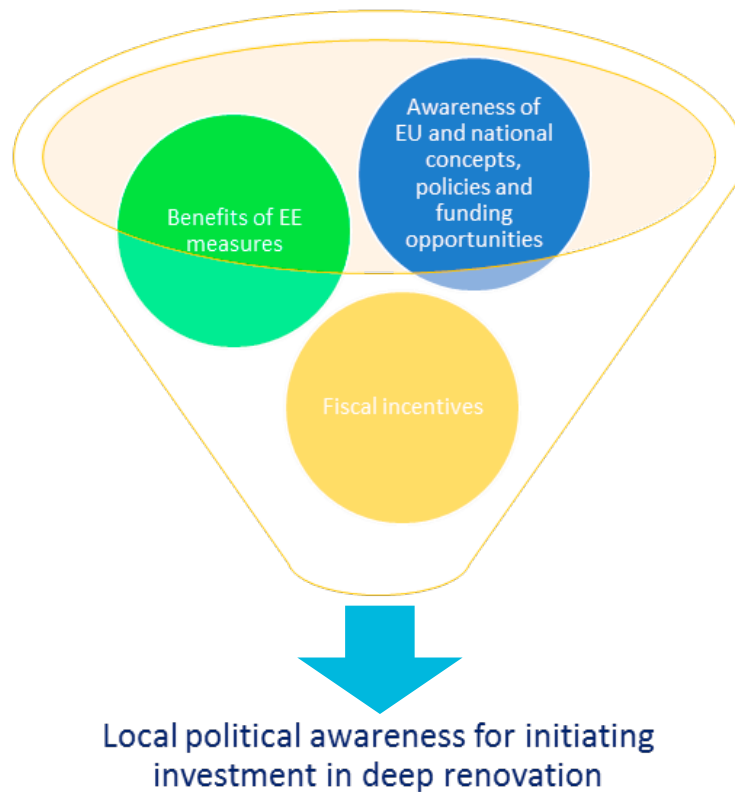 Awareness of
EU and national
concepts,
policies and
funding
opportunities
Benefits of EE
measures
Fiscal incentives
Local political awareness for initiating
investment in deep renovation